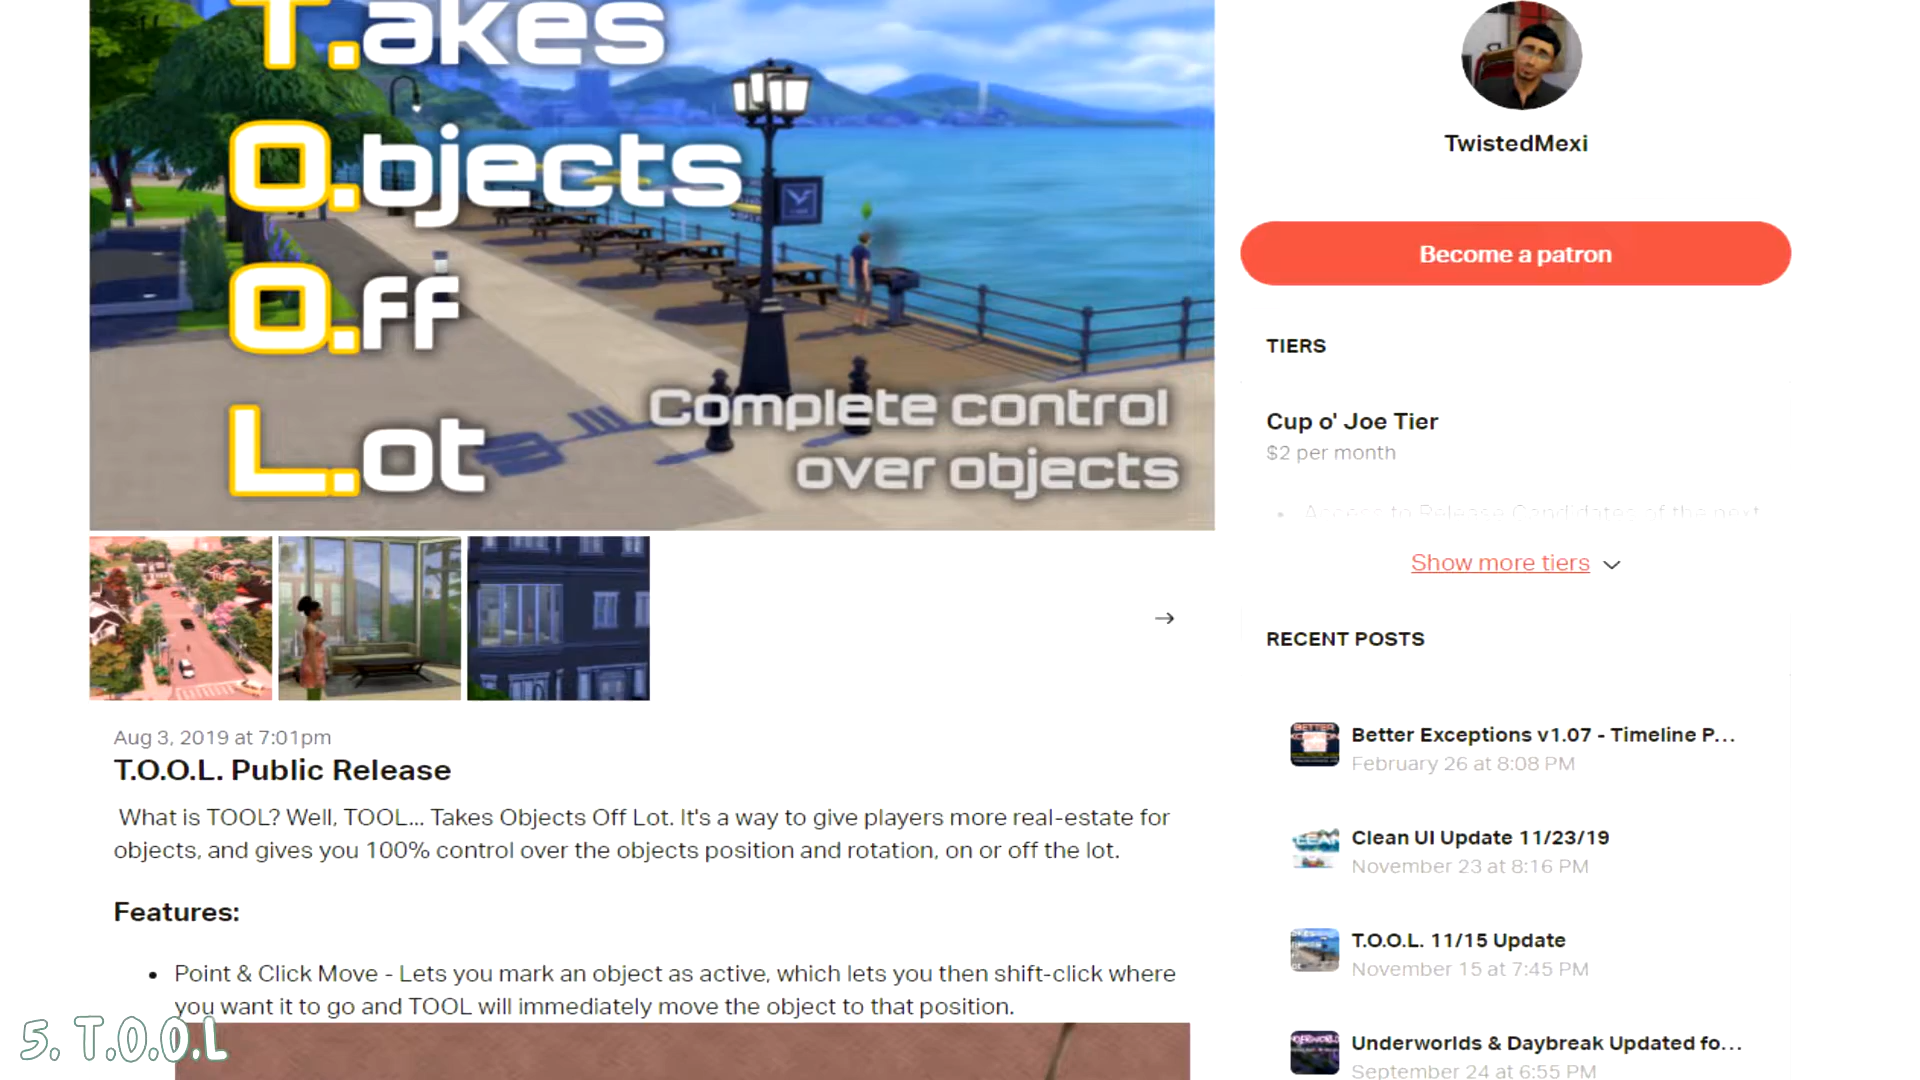 T.akes
O.bjects
O.ff
L.ot
Complete control
over objects
TwistedMexi
Become a patron
TIERS
Cup o' Joe Tier
$2 per month
Access to Release Candidates of the next
Show more tiers
RECENT POSTS
Better Exceptions v1.07 - Timeline P...
February 26 at 8:08 PM
Clean UI Update 11/23/19
November 23 at 8:16 PM
T.O.O.L. 11/15 Update
November 15 at 7:45 PM
Underworlds & Daybreak Updated fo...
September 24 at 6:55 PM
Aug 3, 2019 at 7:01pm
T.O.O.L. Public Release
What is TOOL? Well, TOOL... Takes Objects Off Lot. It's a way to give players more real-estate for
objects, and gives you 100% control over the objects position and rotation, on or off the lot.
Features:
Point & Click Move - Lets you mark an object as active, which lets you then shift-click where
you want it to go and TOOL will immediately move the object to that position.
5. T.O.O.L